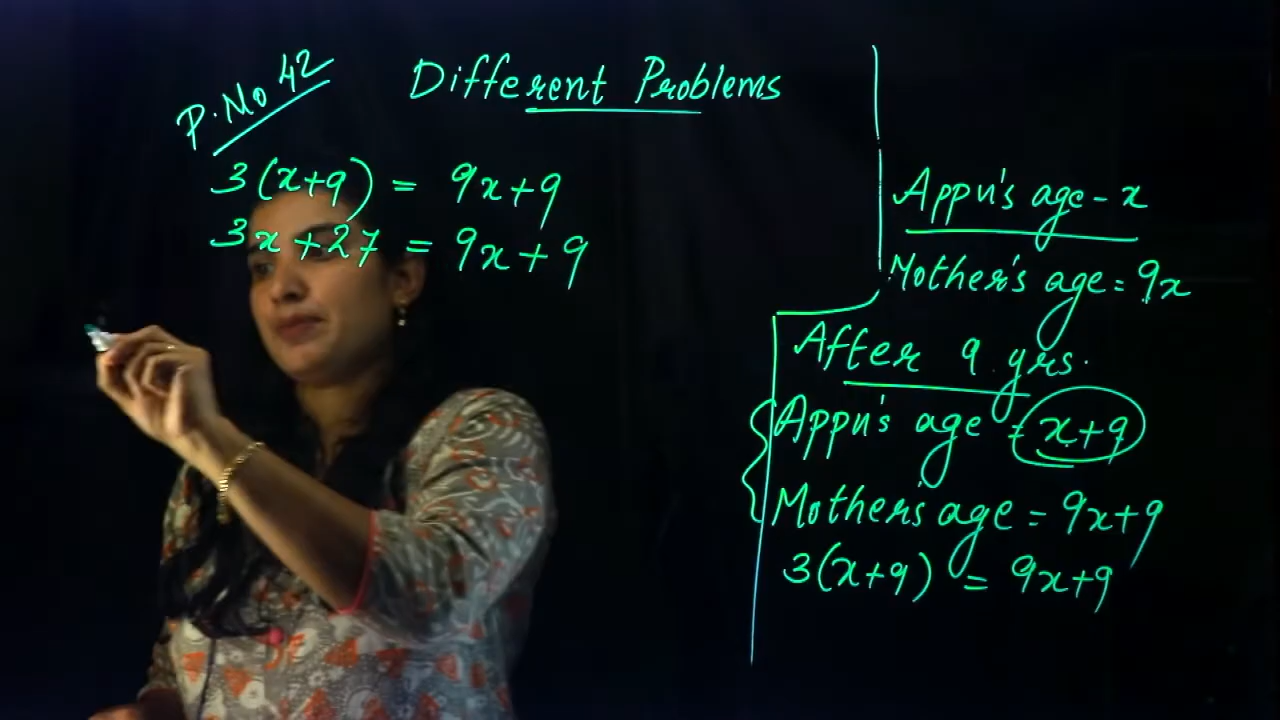 P. No 42
Different Problems
3(x+9) = 9x+9
3x+27 = 9x+9
Appu's age - x
Mother's age = 9x
After 9 yrs.
Appu's age = x+9
Mother's age = 9x+9
3(x+9) = 9x+9